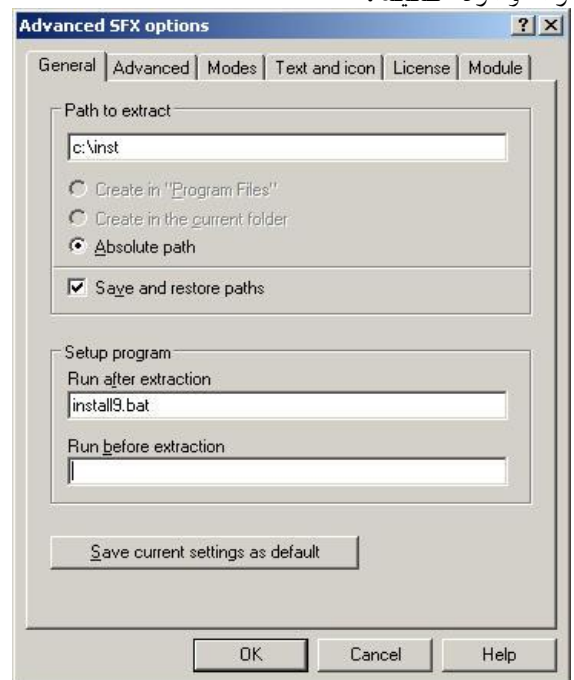 Advanced SFX options
General Advanced Modes Text and icon License Module
Path to extract
c:\inst
Create in "Program Files"
Create in the current folder
Absolute path
Save and restore paths
Setup program
Run after extraction
install9.bat
Run before extraction
Save current settings as default
OK Cancel Help